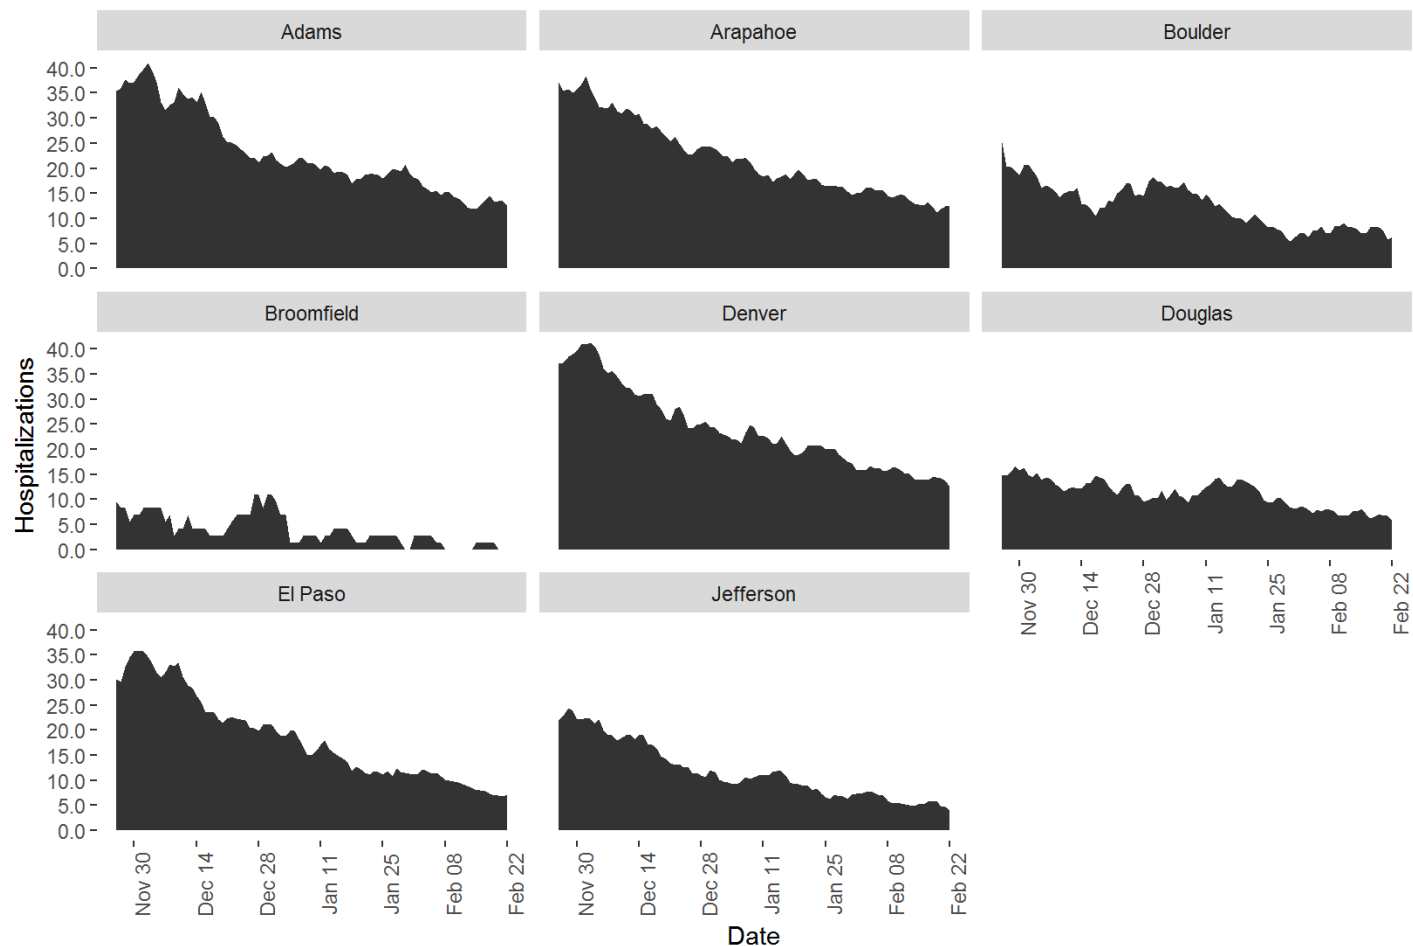 Adams
Arapahoe
Boulder
40.0
35.0
30.0
25.0
20.0
15.0
10.0
5.0
0.0
Broomfield
Denver
Douglas
40.0
35.0
30.0
25.0
20.0
15.0
10.0
5.0
0.0
Hospitalizations
Nov 30
Dec 14
Dec 28
Jan 11
Jan 25
Feb 08
Feb 22
El Paso
Jefferson
40.0
35.0
30.0
25.0
20.0
15.0
10.0
5.0
0.0
Nov 30
Dec 14
Dec 28
Jan 11
Jan 25
Feb 08
Feb 22
Nov 30
Dec 14
Dec 28
Jan 11
Jan 25
Feb 08
Feb 22
Date